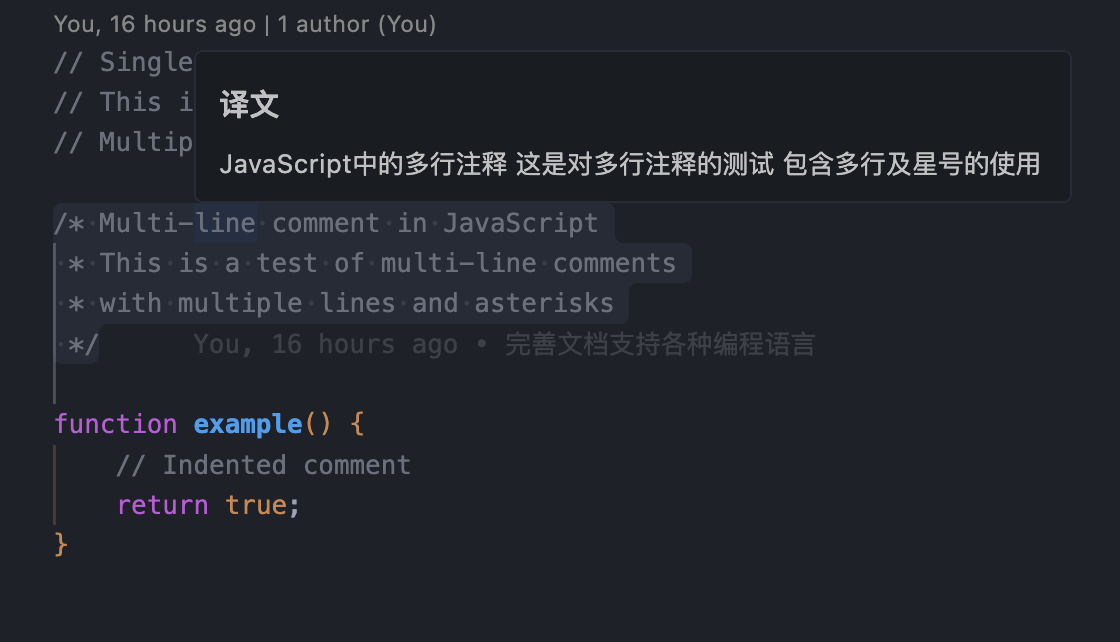 You, 16 hours ago | 1 author (You)
// Single
// This i
// Multip
译文
JavaScript中的多行注释 这是对多行注释的测试 包含多行及星号的使用
/* Multi-line comment in JavaScript
* This is a test of multi-line comments
* with multiple lines and asterisks
*/ You, 16 hours ago • 完善文档支持各种编程语言
function example() {
// Indented comment
return true;
}